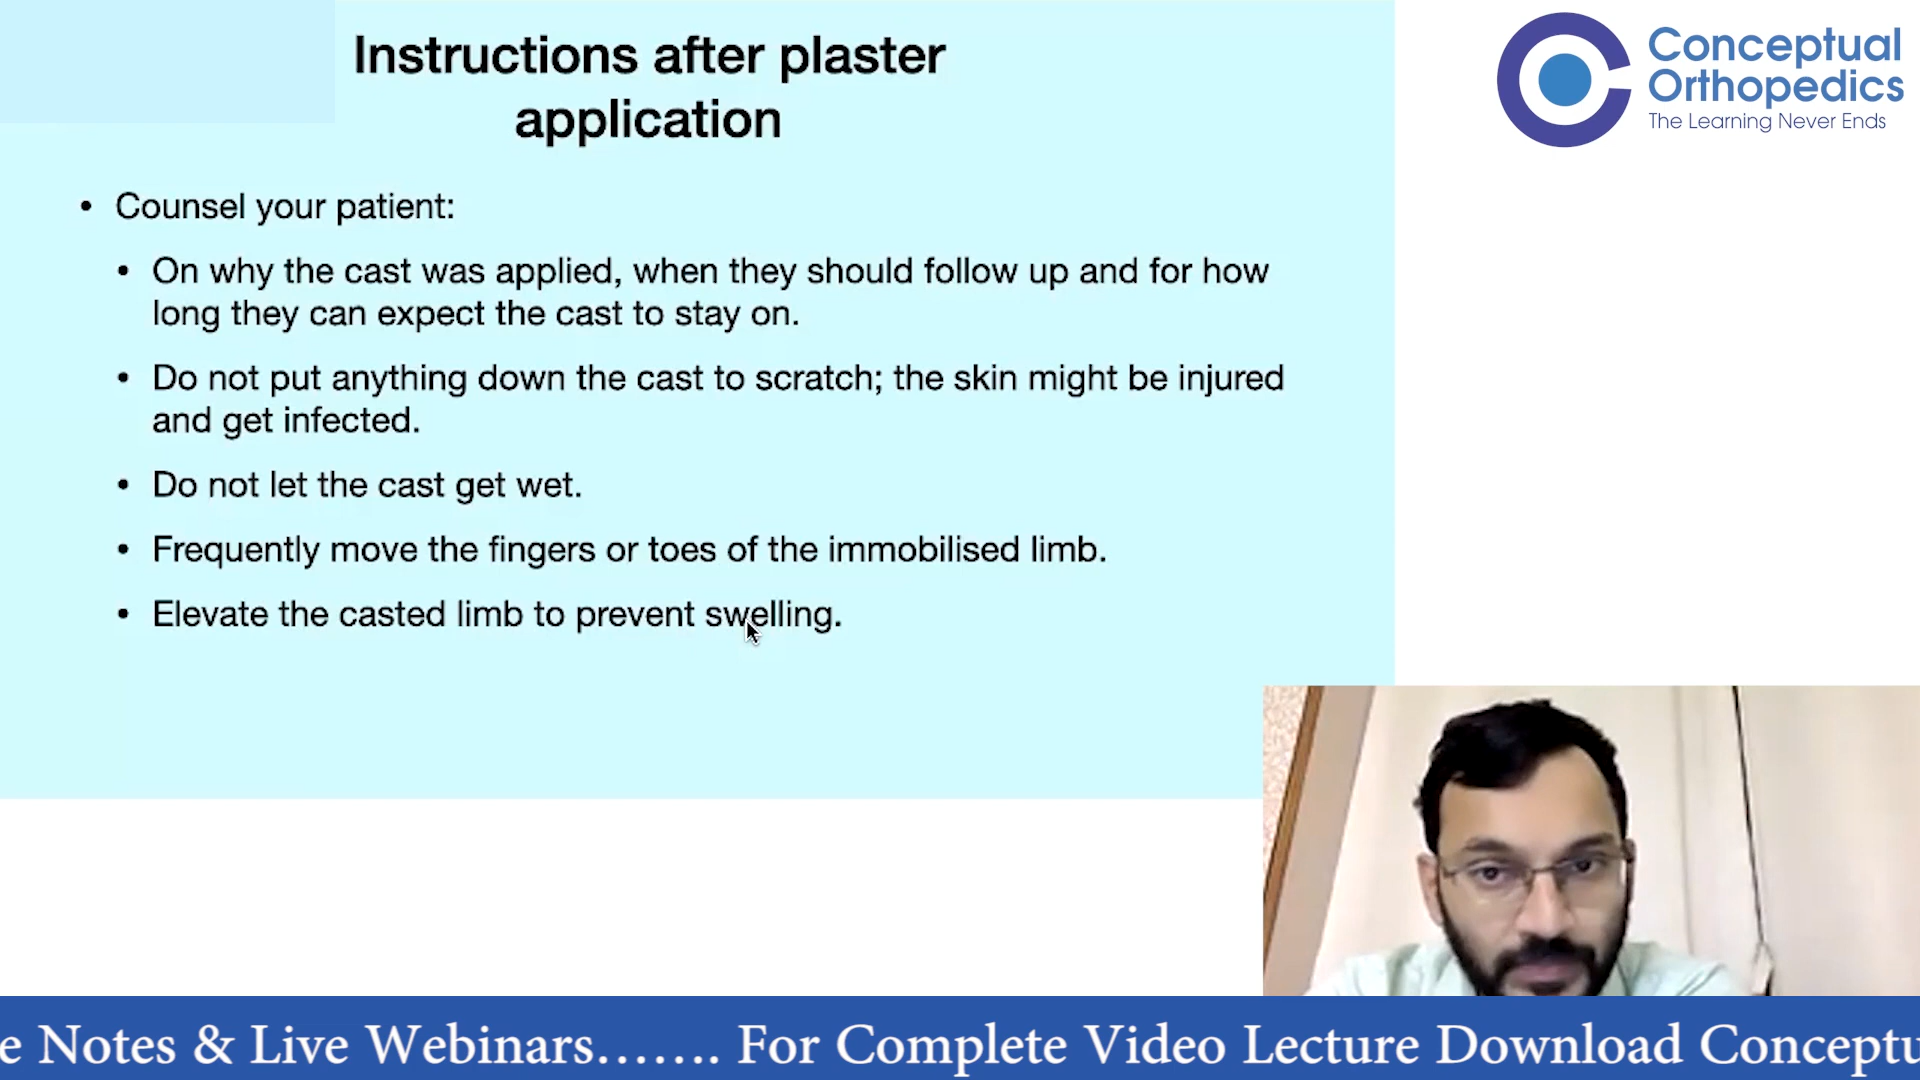 Instructions after plaster
application
• Counsel your patient:
• On why the cast was applied, when they should follow up and for how
long they can expect the cast to stay on.
• Do not put anything down the cast to scratch; the skin might be injured
and get infected.
• Do not let the cast get wet.
• Frequently move the fingers or toes of the immobilised limb.
• Elevate the casted limb to prevent swelling.
Conceptual
Orthopedics
The Learning Never Ends
e Notes & Live Webinars....... For Complete Video Lecture Download Conceptu